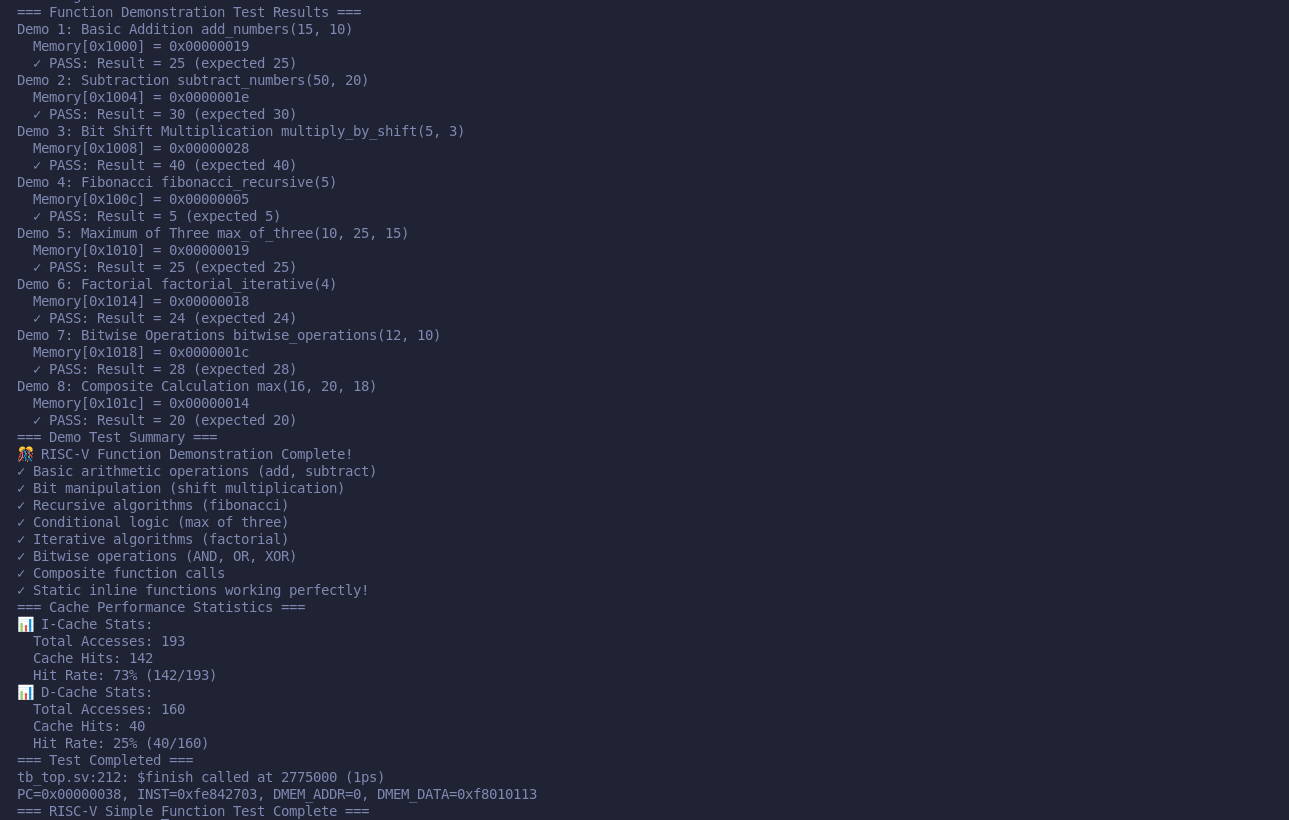 === Function Demonstration Test Results ===
Demo 1: Basic Addition add_numbers(15, 10)
  Memory[0x1000] = 0x00000019
  ✓ PASS: Result = 25 (expected 25)
Demo 2: Subtraction subtract_numbers(50, 20)
  Memory[0x1004] = 0x0000001e
  ✓ PASS: Result = 30 (expected 30)
Demo 3: Bit Shift Multiplication multiply_by_shift(5, 3)
  Memory[0x1008] = 0x00000028
  ✓ PASS: Result = 40 (expected 40)
Demo 4: Fibonacci fibonacci_recursive(5)
  Memory[0x100c] = 0x00000005
  ✓ PASS: Result = 5 (expected 5)
Demo 5: Maximum of Three max_of_three(10, 25, 15)
  Memory[0x1010] = 0x00000019
  ✓ PASS: Result = 25 (expected 25)
Demo 6: Factorial factorial_iterative(4)
  Memory[0x1014] = 0x00000018
  ✓ PASS: Result = 24 (expected 24)
Demo 7: Bitwise Operations bitwise_operations(12, 10)
  Memory[0x1018] = 0x0000001c
  ✓ PASS: Result = 28 (expected 28)
Demo 8: Composite Calculation max(16, 20, 18)
  Memory[0x101c] = 0x00000014
  ✓ PASS: Result = 20 (expected 20)
=== Demo Test Summary ===
🎊 RISC-V Function Demonstration Complete!
✓ Basic arithmetic operations (add, subtract)
✓ Bit manipulation (shift multiplication)
✓ Recursive algorithms (fibonacci)
✓ Conditional logic (max of three)
✓ Iterative algorithms (factorial)
✓ Bitwise operations (AND, OR, XOR)
✓ Composite function calls
✓ Static inline functions working perfectly!
=== Cache Performance Statistics ===
📊 I-Cache Stats:
  Total Accesses: 193
  Cache Hits: 142
  Hit Rate: 73% (142/193)
📊 D-Cache Stats:
  Total Accesses: 160
  Cache Hits: 40
  Hit Rate: 25% (40/160)
=== Test Completed ===
tb_top.sv:212: $finish called at 2775000 (1ps)
PC=0x00000038, INST=0xfe842703, DMEM_ADDR=0, DMEM_DATA=0xf8010113
=== RISC-V Simple Function Test Complete ===